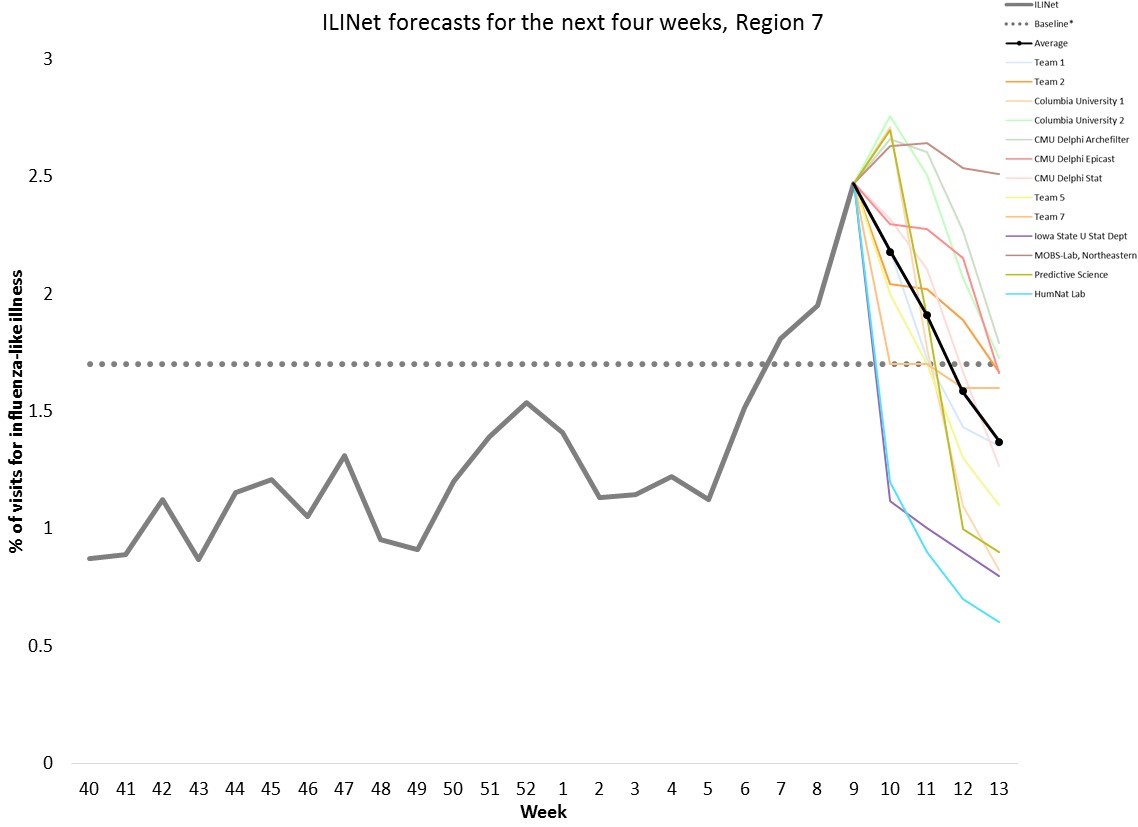 ILINet forecasts for the next four weeks, Region 7
ILINet
Baseline*
Average
Team 1
Team 2
Columbia University 1
Columbia University 2
CMU Delphi Archefilter
CMU Delphi Epicast
CMU Delphi Stat
Team 5
Team 7
Iowa State U Stat Dept
MOBS-Lab, Northeastern
Predictive Science
HumNat Lab
% of visits for influenza-like illness
3
2.5
2
1.5
1
0.5
0
40 41 42 43 44 45 46 47 48 49 50 51 52 1 2 3 4 5 6 7 8 9 10 11 12 13
Week